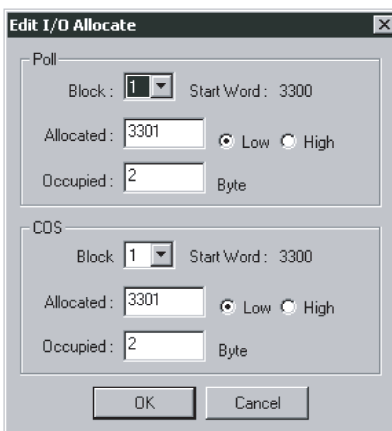 Edit I/O Allocate
Poll
Block : 1 Start Word : 3300
Allocated : 3301 Low High
Occupied : 2 Byte
COS
Block 1 Start Word : 3300
Allocated : 3301 Low High
Occupied : 2 Byte
OK Cancel